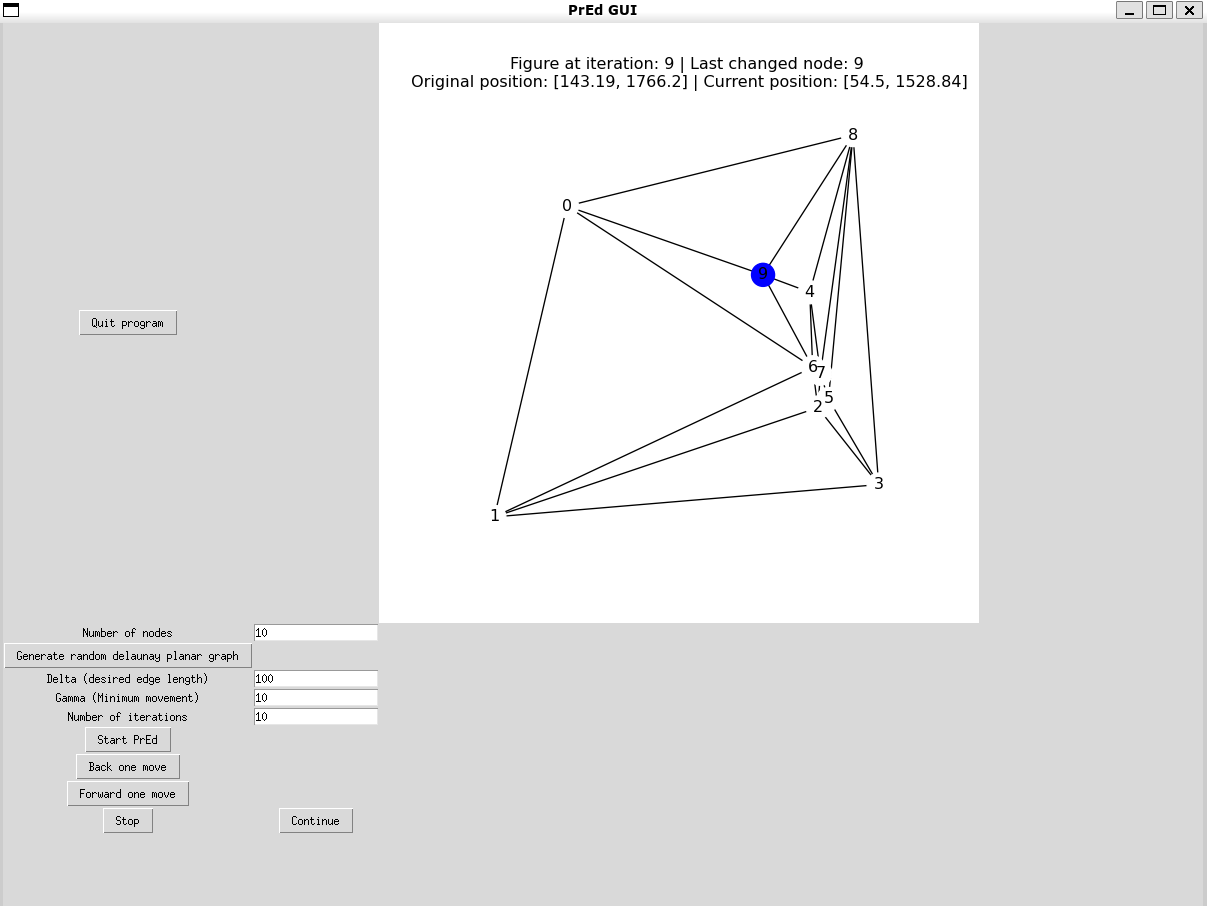 PrEd GUI
Figure at iteration: 9 | Last changed node: 9
Original position: [143.19, 1766.2] | Current position: [54.5, 1528.84]
8
0
9
4
6
7
5
2
3
1
Quit program
Number of nodes 10
Generate random delaunay planar graph
Delta (desired edge length) 100
Gamma (Minimum movement) 10
Number of iterations 10
Start PrEd
Back one move
Forward one move
Stop Continue